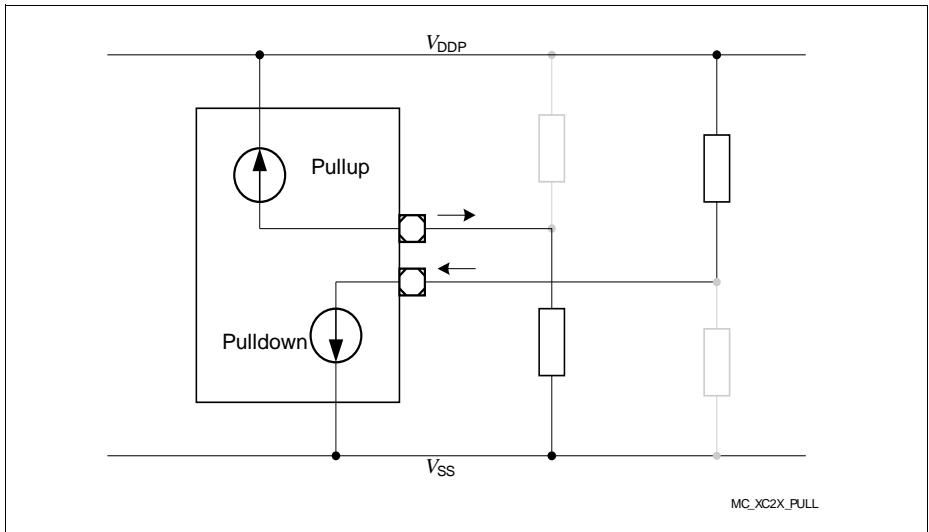 VDDP
Pullup
Pulldown
VSS
MC_XC2X_PULL